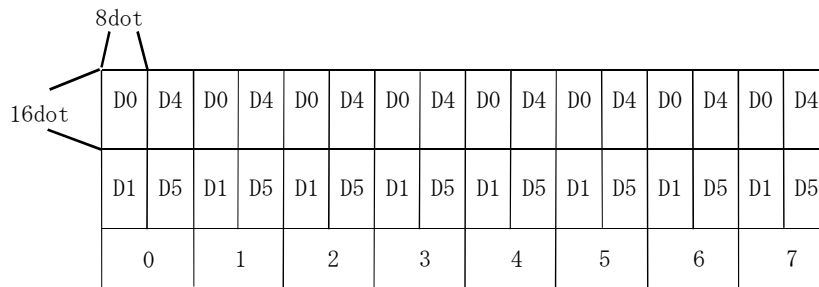 8dot
16dot
D0 D4 D0 D4 D0 D4 D0 D4 D0 D4 D0 D4 D0 D4 D0 D4
D1 D5 D1 D5 D1 D5 D1 D5 D1 D5 D1 D5 D1 D5 D1 D5
0 1 2 3 4 5 6 7